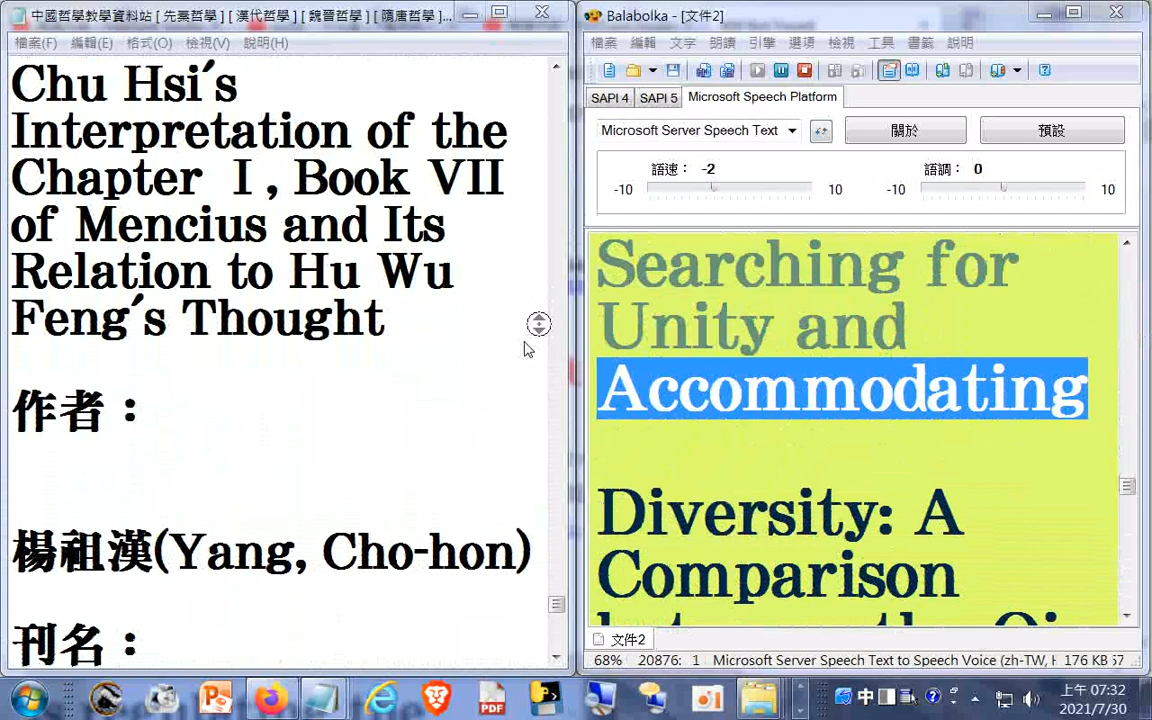 中國哲學教學資料站 [ 先秦哲學 ] [ 漢代哲學 ] [ 魏晉哲學 ] [ 隋唐哲學 ]...
檔案(F) 編輯(E) 格式(O) 檢視(V) 說明(H)
Chu Hsi's
Interpretation of the
Chapter Ⅰ, Book VII
of Mencius and Its
Relation to Hu Wu
Feng's Thought
作者：
楊祖漢(Yang, Cho-hon)
刊名：
Balabolka - [文件2]
檔案 編輯 文字 朗讀 引擎 選項 檢視 工具 書籤 說明
SAPI 4 SAPI 5 Microsoft Speech Platform
Microsoft Server Speech Text 關於 預設
語速： -2 語調： 0
-10 10 -10 10
Searching for
Unity and
Accommodating
Diversity: A
Comparison
between the Qi
文件2
68% 20876: 1 Microsoft Server Speech Text to Speech Voice (zh-TW, H 176 KB 57
PDF 中 上午 07:32
2021/7/30